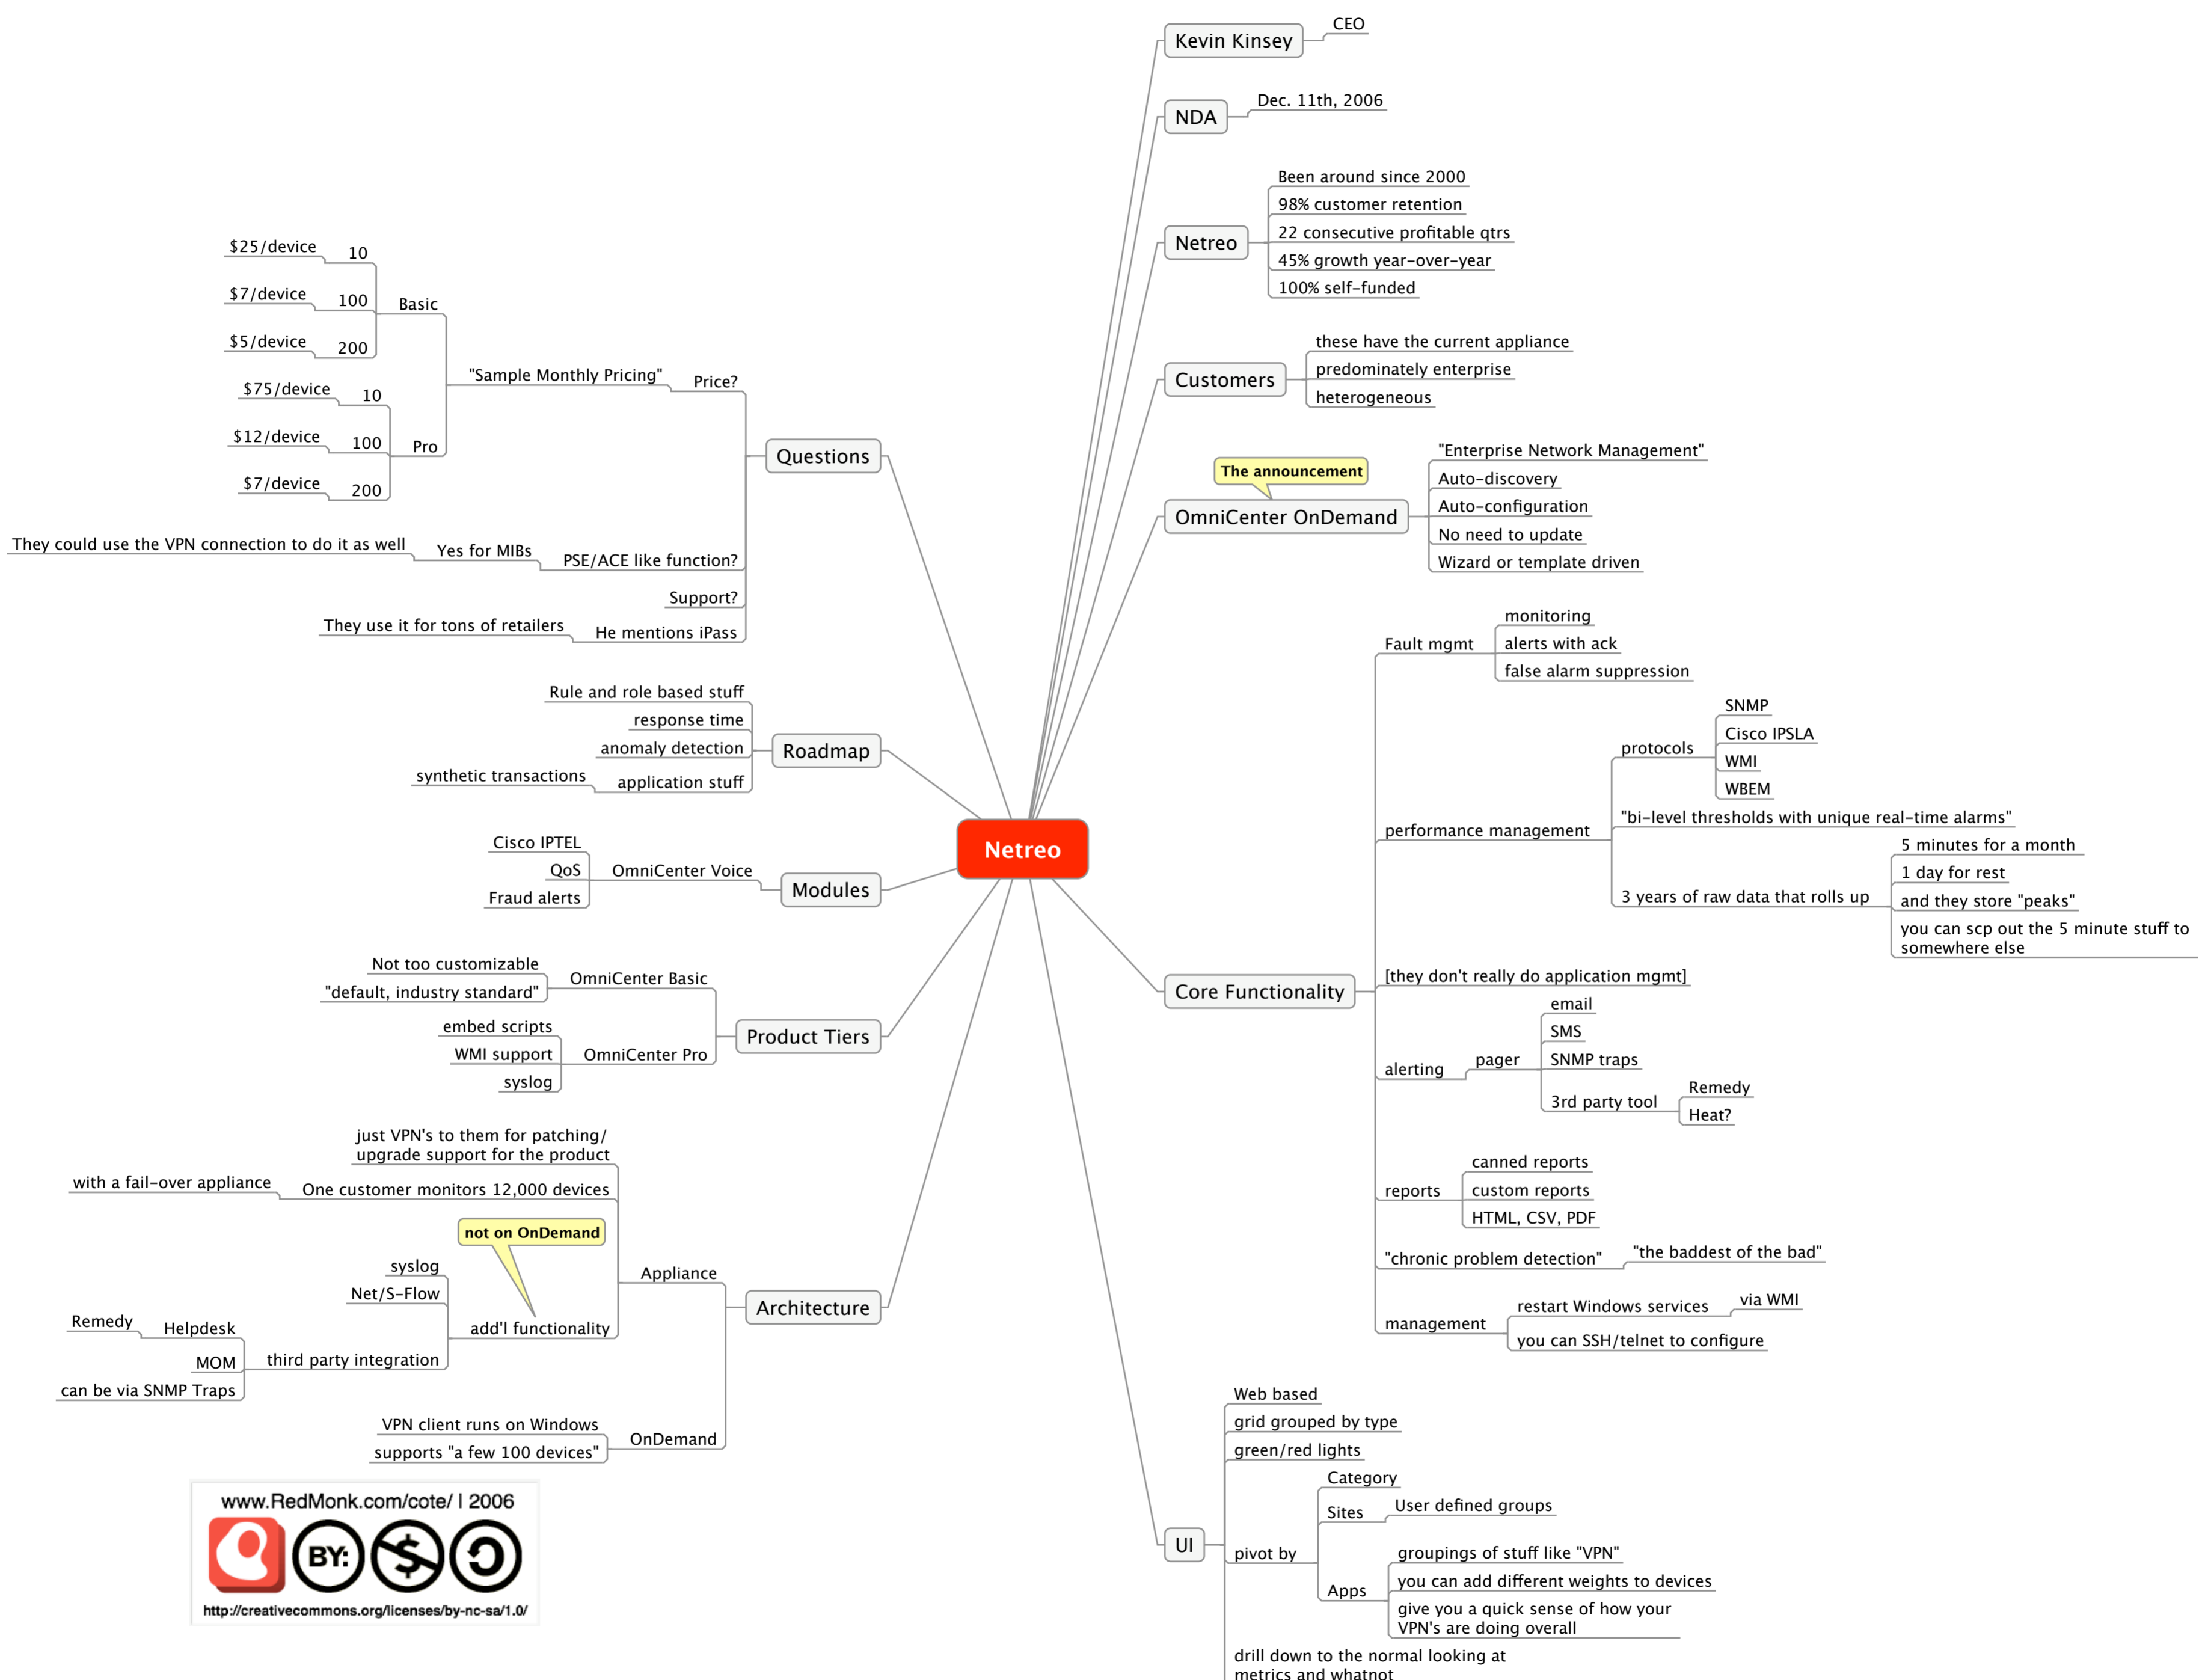 Netreo
Kevin Kinsey
CEO
NDA
Dec. 11th, 2006
Netreo
Been around since 2000
98% customer retention
22 consecutive profitable qtrs
45% growth year-over-year
100% self-funded
Customers
these have the current appliance
predominately enterprise
heterogeneous
The announcement
OmniCenter OnDemand
"Enterprise Network Management"
Auto-discovery
Auto-configuration
No need to update
Wizard or template driven
Core Functionality
Fault mgmt
monitoring
alerts with ack
false alarm suppression
performance management
protocols
SNMP
Cisco IPSLA
WMI
WBEM
"bi-level thresholds with unique real-time alarms"
3 years of raw data that rolls up
5 minutes for a month
1 day for rest
and they store "peaks"
you can scp out the 5 minute stuff to
somewhere else
[they don't really do application mgmt]
alerting
pager
email
SMS
SNMP traps
3rd party tool
Remedy
Heat?
reports
canned reports
custom reports
HTML, CSV, PDF
"chronic problem detection"
"the baddest of the bad"
management
restart Windows services
via WMI
you can SSH/telnet to configure
UI
Web based
grid grouped by type
green/red lights
pivot by
Category
Sites
User defined groups
Apps
groupings of stuff like "VPN"
you can add different weights to devices
give you a quick sense of how your
VPN's are doing overall
drill down to the normal looking at
metrics and whatnot
Questions
Price?
"Sample Monthly Pricing"
Basic
10
$25/device
100
$7/device
200
$5/device
Pro
10
$75/device
100
$12/device
200
$7/device
PSE/ACE like function?
Yes for MIBs
They could use the VPN connection to do it as well
Support?
He mentions iPass
They use it for tons of retailers
Roadmap
Rule and role based stuff
response time
anomaly detection
application stuff
synthetic transactions
Modules
OmniCenter Voice
Cisco IPTEL
QoS
Fraud alerts
Product Tiers
OmniCenter Basic
Not too customizable
"default, industry standard"
OmniCenter Pro
embed scripts
WMI support
syslog
Architecture
Appliance
just VPN's to them for patching/
upgrade support for the product
One customer monitors 12,000 devices
with a fail-over appliance
not on OnDemand
add'l functionality
syslog
Net/S-Flow
third party integration
Helpdesk
Remedy
MOM
can be via SNMP Traps
OnDemand
VPN client runs on Windows
supports "a few 100 devices"
www.RedMonk.com/cote/ | 2006
BY:
$
http://creativecommons.org/licenses/by-nc-sa/1.0/